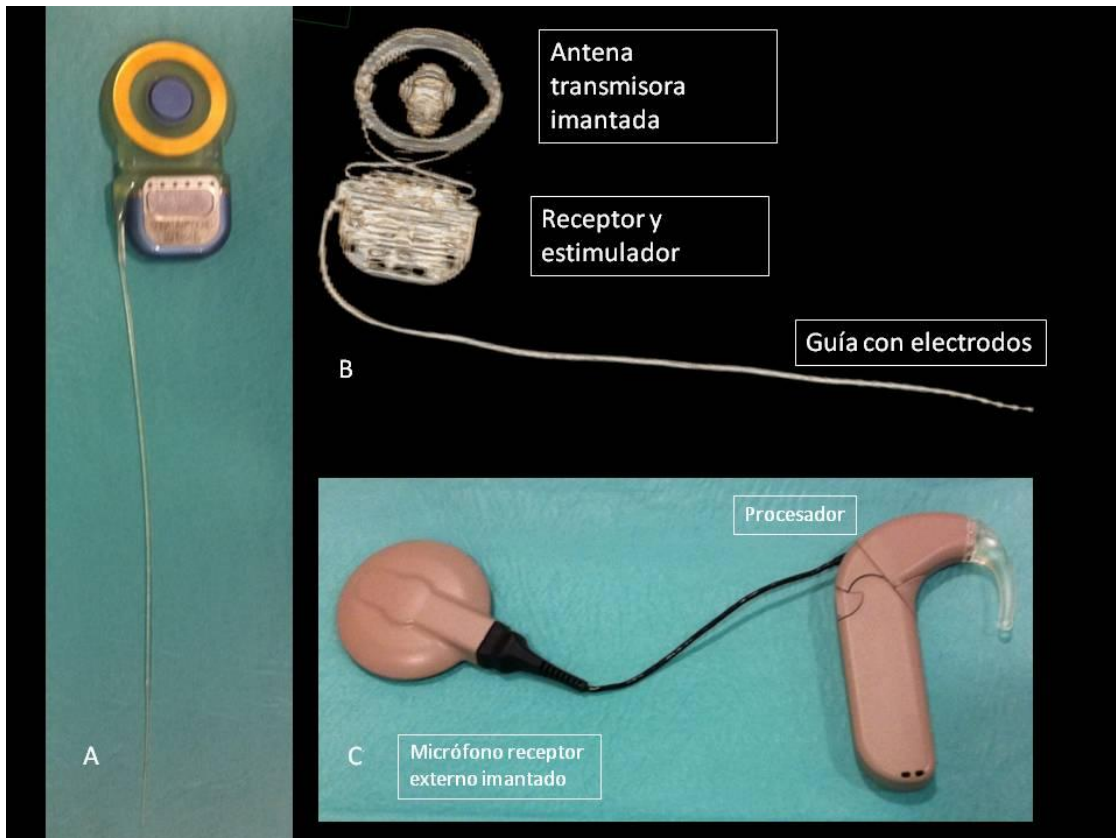 Antena
transmisora
imantada
Receptor y
estimulador
Guía con electrodos
B
Procesador
A
C
Micrófono receptor
externo imantado